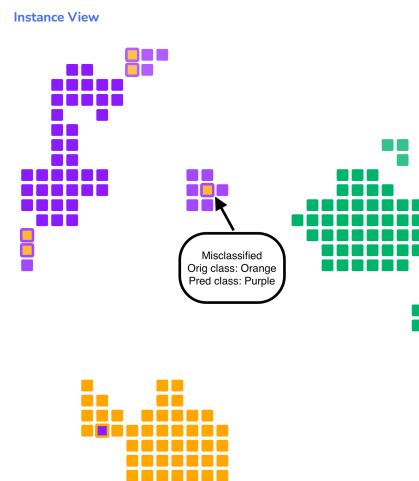 Instance View
Misclassified
Orig class: Orange
Pred class: Purple